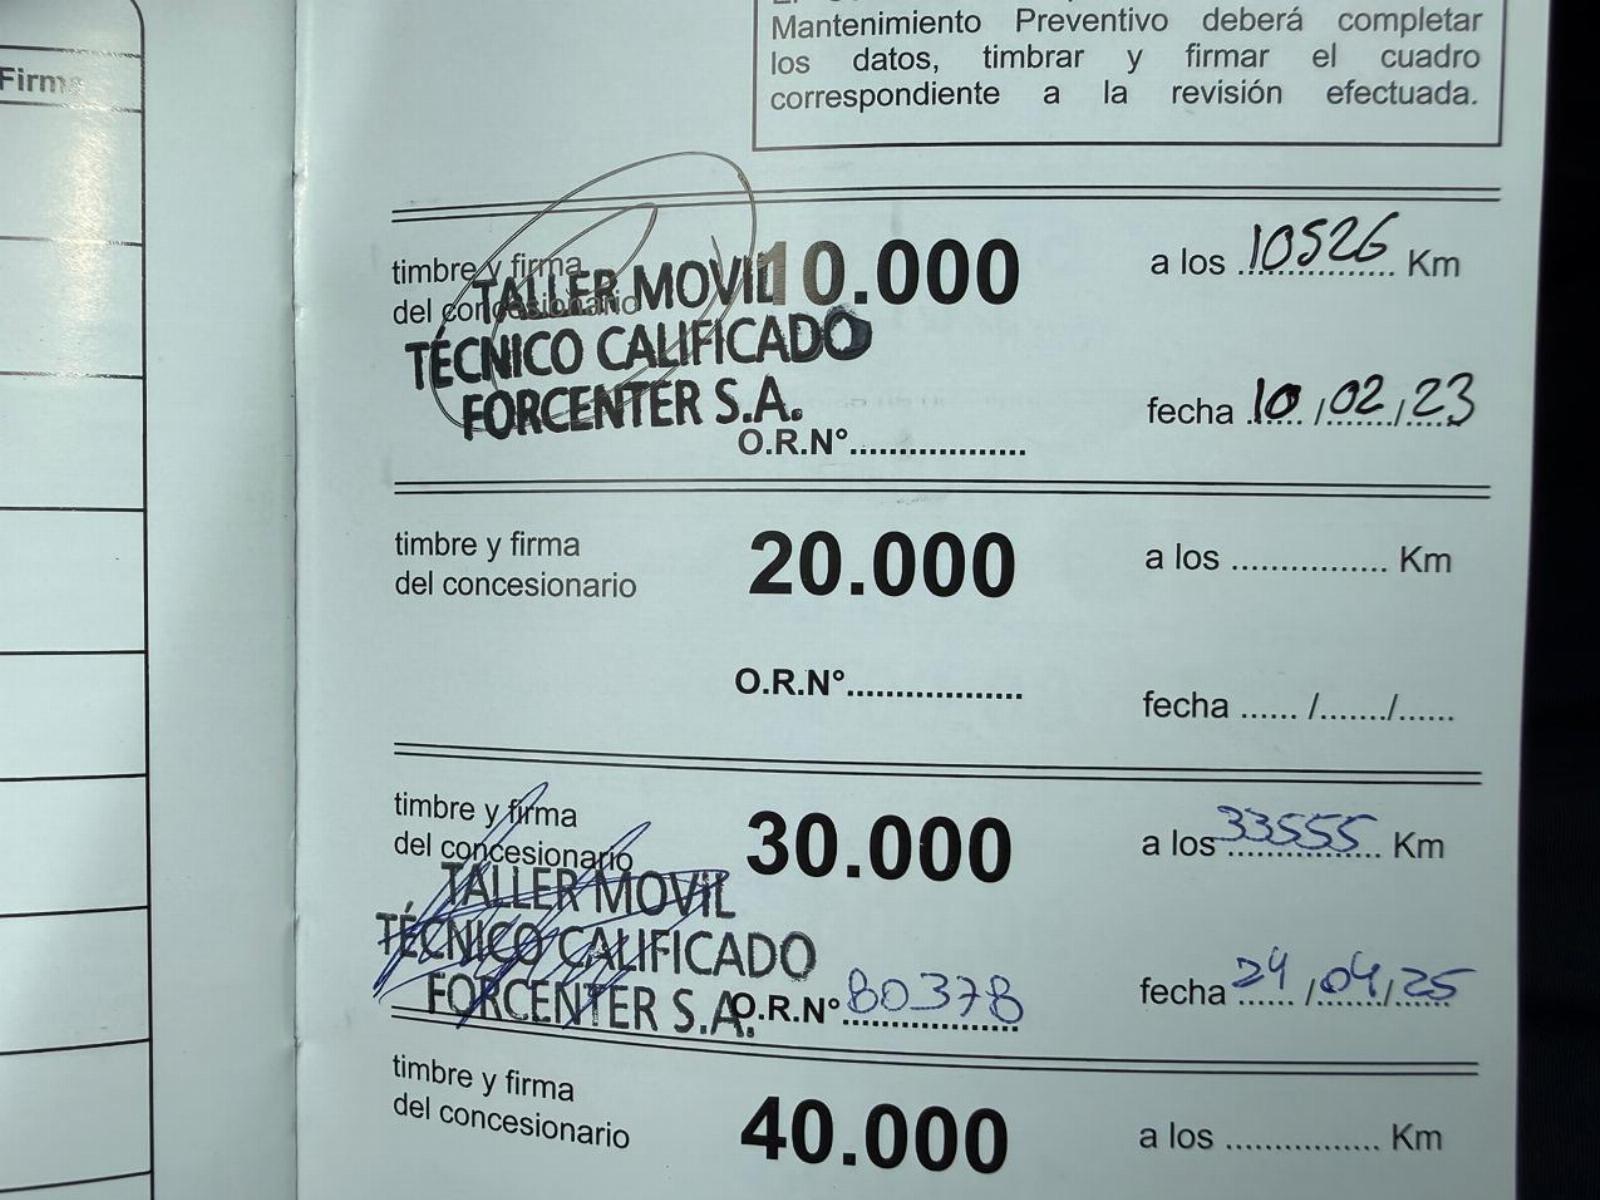 Firma
Mantenimiento Preventivo deberá completar
los datos, timbrar y firmar el cuadro
correspondiente a la revisión efectuada.
timbre y firma
del concesionario
10.000
a los 10526 Km
TALLER MOVIL
TÉCNICO CALIFICADO
FORCENTER S.A.
O.R.N°..................
fecha 10/02/23
timbre y firma
del concesionario
20.000
a los ................ Km
O.R.N°..................
fecha ...... /......./......
timbre y firma
del concesionario
30.000
a los 33555 Km
TALLER MOVIL
TÉCNICO CALIFICADO
FORCENTER S.A.
O.R.N° 80378
fecha 24/04/25
timbre y firma
del concesionario
40.000
a los ................ Km